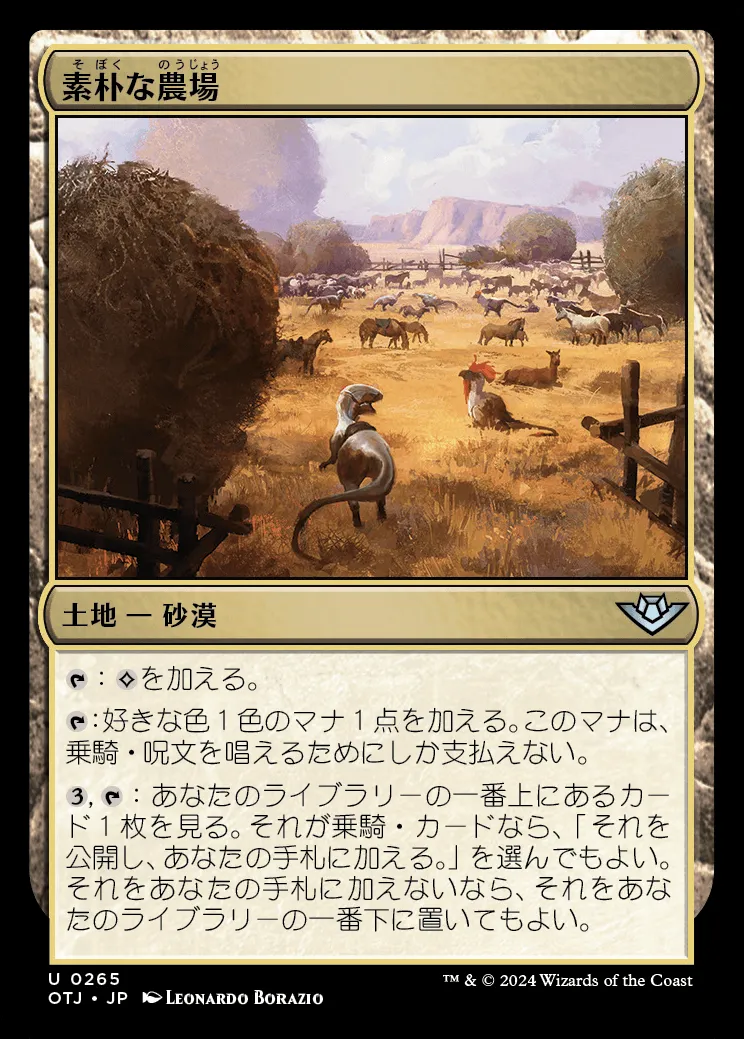 そぼく のうじょう
素朴な農場
土地 — 砂漠
:を加える。
:好きな色1色のマナ1点を加える。このマナは、
乗騎・呪文を唱えるためにしか支払えない。
3, :あなたのライブラリーの一番上にあるカー
ド1枚を見る。それが乗騎・カードなら、「それを
公開し、あなたの手札に加える。」を選んでもよい。
それをあなたの手札に加えないなら、それをあな
たのライブラリーの一番下に置いてもよい。
U 0265
OTJ • JP Leonardo Borazio
™ & © 2024 Wizards of the Coast